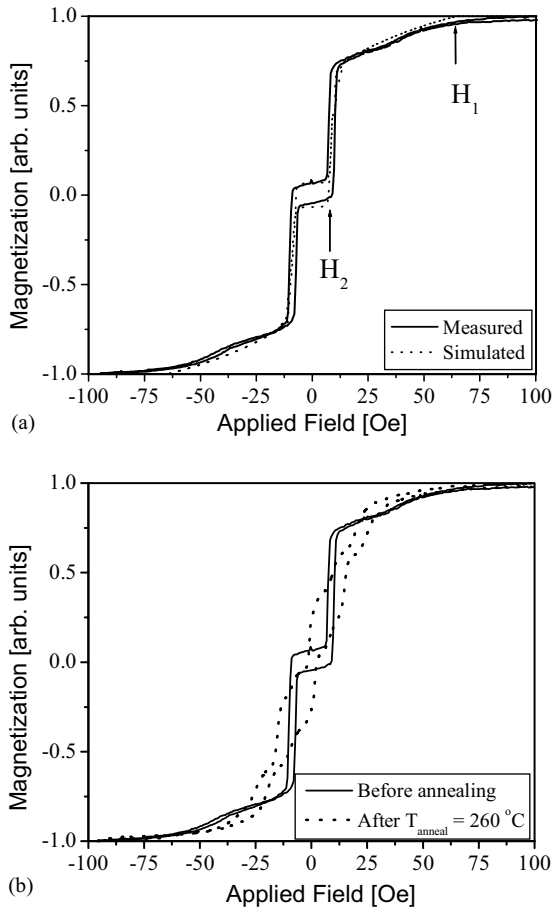 1.0
0.5
0.0
-0.5
-1.0
Magnetization [arb. units]
H1
H2
Measured
Simulated
-100 -75 -50 -25 0 25 50 75 100
(a)
Applied Field [Oe]
1.0
0.5
0.0
-0.5
-1.0
Magnetization [arb. units]
Before annealing
After Tanneal = 260 °C
-100 -75 -50 -25 0 25 50 75 100
(b)
Applied Field [Oe]